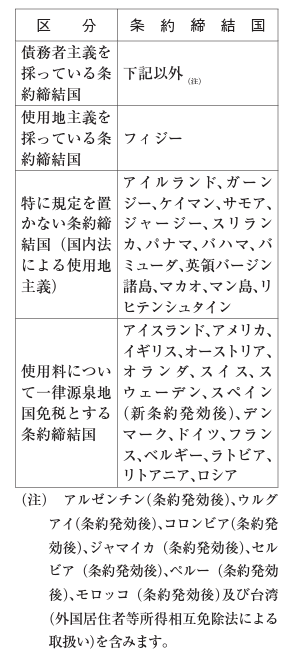 区分 条約締結国
債務者主義を
採っている条
約締結国
下記以外(注)
使用地主義を
採っている条
約締結国
フィジー
特に規定を置
かない条約締
結国(国内法
による使用地
主義)
アイルランド、ガーン
ジー、ケイマン、サモア、
ジャージー、スリラン
カ、パナマ、バハマ、バ
ミューダ、英領バージン
諸島、マカオ、マン島、リ
ヒテンシュタイン
使用料につい
て一律源泉地
国免税とする
条約締結国
アイスランド、アメリカ、
イギリス、オーストリア、
オランダ、スイス、ス
ウェーデン、スペイン
(新条約発効後)、デン
マーク、ドイツ、フラン
ス、ベルギー、ラトビア、
リトアニア、ロシア
(注) アルゼンチン(条約発効後)、ウルグ
アイ(条約発効後)、コロンビア(条約発
効後)、ジャマイカ(条約発効後)、セル
ビア(条約発効後)、ペルー(条約発効
後)、モロッコ(条約発効後)及び台湾
(外国居住者等所得相互免除法による
取扱い)を含みます。